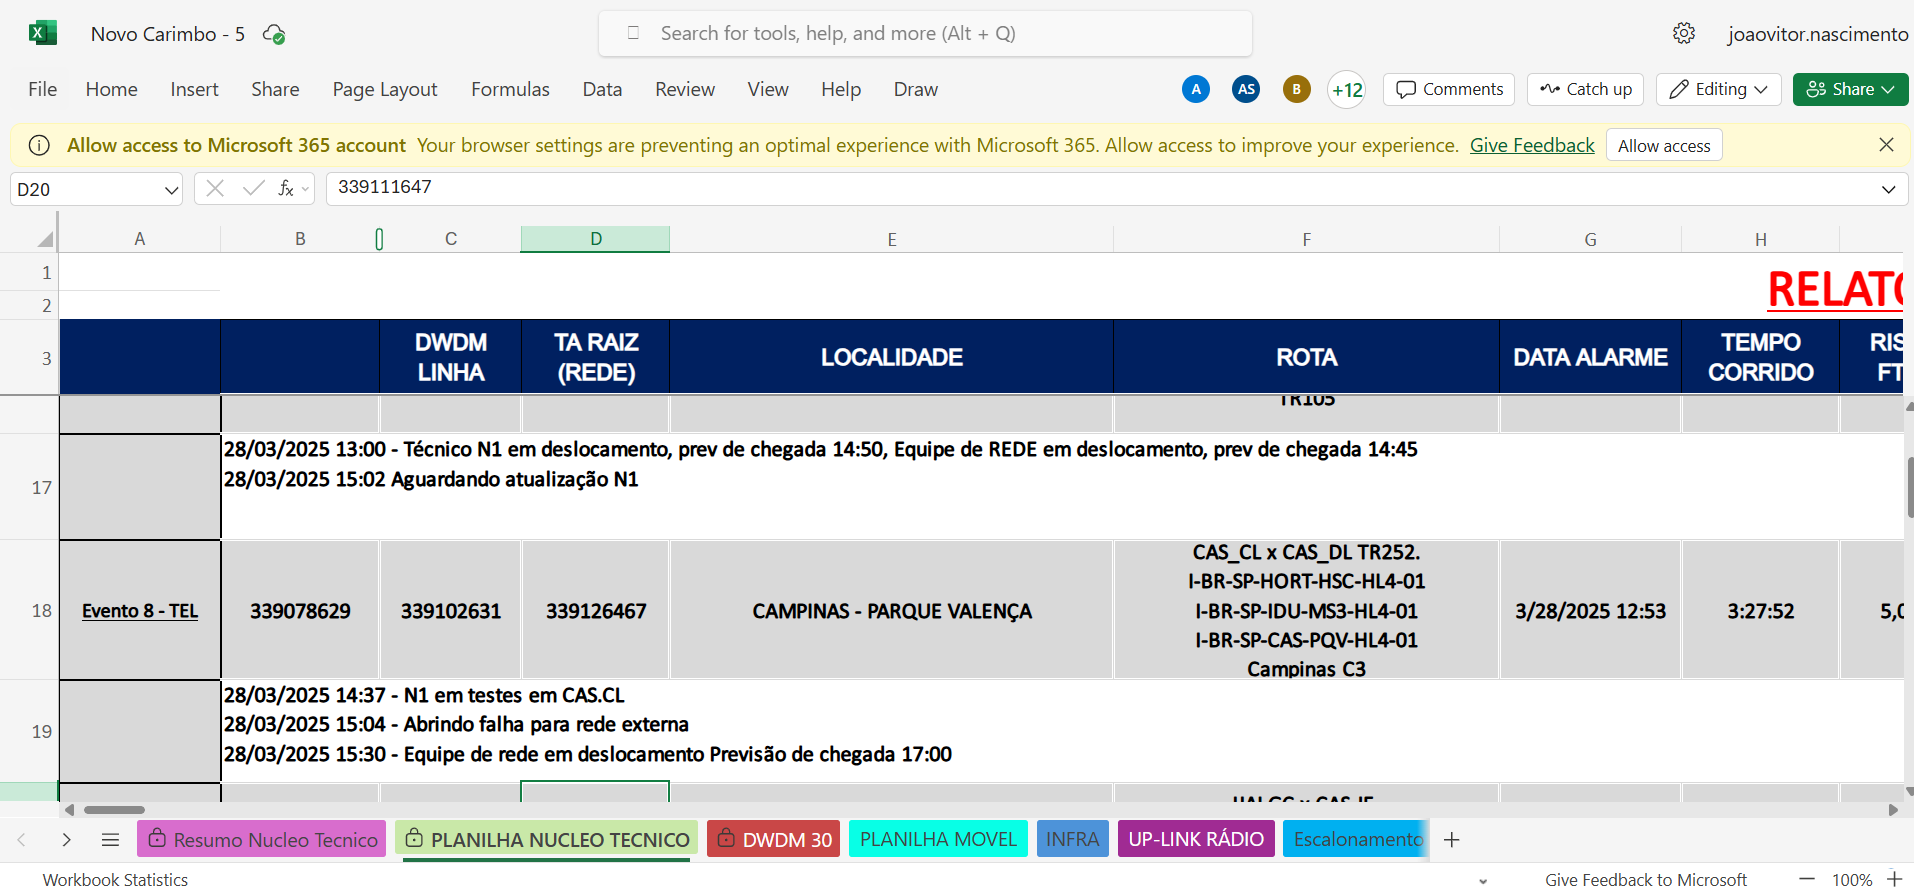 Novo Carimbo - 5
Search for tools, help, and more (Alt + Q)
joaovitor.nascimento
File Home Insert Share Page Layout Formulas Data Review View Help Draw
A AS B +12 Comments Catch up Editing Share
Allow access to Microsoft 365 account Your browser settings are preventing an optimal experience with Microsoft 365. Allow access to improve your experience. Give Feedback Allow access
D20 fx 339111647
A B C D E F G H
1
RELATO
2
3
DWDM LINHA
TA RAIZ (REDE)
LOCALIDADE
ROTA
DATA ALARME
TEMPO CORRIDO
RIS
FT
TR105
17
28/03/2025 13:00 - Técnico N1 em deslocamento, prev de chegada 14:50, Equipe de REDE em deslocamento, prev de chegada 14:45
28/03/2025 15:02 Aguardando atualização N1
18
Evento 8 - TEL
339078629
339102631
339126467
CAMPINAS - PARQUE VALENÇA
CAS_CL x CAS_DL TR252.
I-BR-SP-HORT-HSC-HL4-01
I-BR-SP-IDU-MS3-HL4-01
I-BR-SP-CAS-PQV-HL4-01
Campinas C3
3/28/2025 12:53
3:27:52
5,0
19
28/03/2025 14:37 - N1 em testes em CAS.CL
28/03/2025 15:04 - Abrindo falha para rede externa
28/03/2025 15:30 - Equipe de rede em deslocamento Previsão de chegada 17:00
Resumo Nucleo Tecnico PLANILHA NUCLEO TECNICO DWDM 30 PLANILHA MOVEL INFRA UP-LINK RÁDIO Escalonamento
Workbook Statistics
Give Feedback to Microsoft
100%